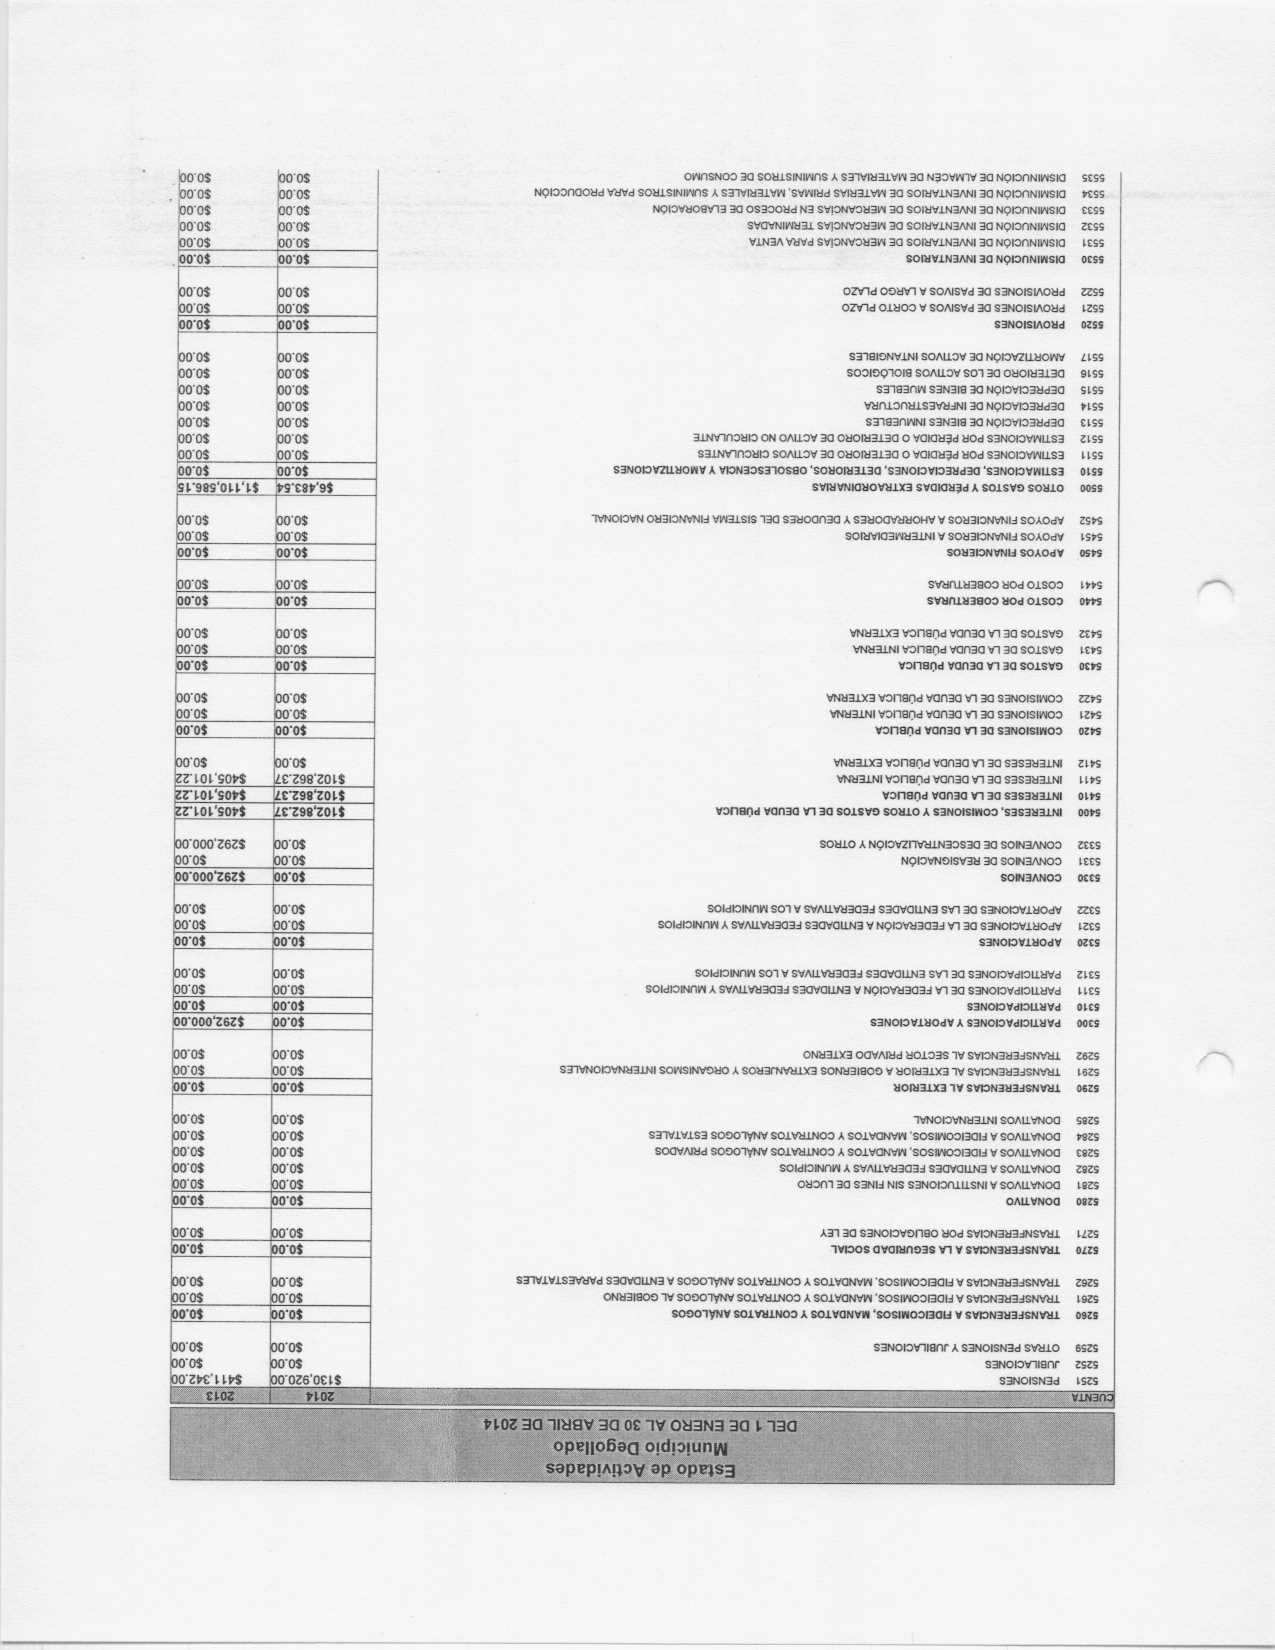 Estado de Actividades
Municipio Degollado
DEL 1 DE ENERO AL 30 DE ABRIL DE 2014
CUENTA 2014 2013
5251 PENSIONES $130,920.00 $411,342.00
5252 JUBILACIONES $0.00 $0.00
5259 OTRAS PENSIONES Y JUBILACIONES $0.00 $0.00
5260 TRANSFERENCIAS A FIDEICOMISOS, MANDATOS Y CONTRATOS ANÁLOGOS $0.00 $0.00
5261 TRANSFERENCIAS A FIDEICOMISOS, MANDATOS Y CONTRATOS ANÁLOGOS AL GOBIERNO $0.00 $0.00
5262 TRANSFERENCIAS A FIDEICOMISOS, MANDATOS Y CONTRATOS ANÁLOGOS A ENTIDADES PARAESTATALES $0.00 $0.00
5270 TRANSFERENCIAS A LA SEGURIDAD SOCIAL $0.00 $0.00
5271 TRASNFERENCIAS POR OBLIGACIONES DE LEY $0.00 $0.00
5280 DONATIVO $0.00 $0.00
5281 DONATIVOS A INSTITUCIONES SIN FINES DE LUCRO $0.00 $0.00
5282 DONATIVOS A ENTIDADES FEDERATIVAS Y MUNICIPIOS $0.00 $0.00
5283 DONATIVOS A FIDEICOMISOS, MANDATOS Y CONTRATOS ANÁLOGOS PRIVADOS $0.00 $0.00
5284 DONATIVOS A FIDEICOMISOS, MANDATOS Y CONTRATOS ANÁLOGOS ESTATALES $0.00 $0.00
5285 DONATIVOS INTERNACIONAL $0.00 $0.00
5290 TRANSFERENCIAS AL EXTERIOR $0.00 $0.00
5291 TRANSFERENCIAS AL EXTERIOR A GOBIERNOS EXTRANJEROS Y ORGANISMOS INTERNACIONALES $0.00 $0.00
5292 TRANSFERENCIAS AL SECTOR PRIVADO EXTERNO $0.00 $0.00
5300 PARTICIPACIONES Y APORTACIONES $0.00 $292,000.00
5310 PARTICIPACIONES $0.00 $0.00
5311 PARTICIPACIONES DE LA FEDERACIÓN A ENTIDADES FEDERATIVAS Y MUNICIPIOS $0.00 $0.00
5312 PARTICIPACIONES DE LAS ENTIDADES FEDERATIVAS A LOS MUNICIPIOS $0.00 $0.00
5320 APORTACIONES $0.00 $0.00
5321 APORTACIONES DE LA FEDERACIÓN A ENTIDADES FEDERATIVAS Y MUNICIPIOS $0.00 $0.00
5322 APORTACIONES DE LAS ENTIDADES FEDERATIVAS A LOS MUNICIPIOS $0.00 $0.00
5330 CONVENIOS $0.00 $292,000.00
5331 CONVENIOS DE REASIGNACIÓN $0.00 $0.00
5332 CONVENIOS DE DESCENTRALIZACIÓN Y OTROS $0.00 $292,000.00
5400 INTERESES, COMISIONES Y OTROS GASTOS DE LA DEUDA PÚBLICA $102,862.37 $405,101.22
5410 INTERESES DE LA DEUDA PÚBLICA $102,862.37 $405,101.22
5411 INTERESES DE LA DEUDA PÚBLICA INTERNA $102,862.37 $405,101.22
5412 INTERESES DE LA DEUDA PÚBLICA EXTERNA $0.00 $0.00
5420 COMISIONES DE LA DEUDA PÚBLICA $0.00 $0.00
5421 COMISIONES DE LA DEUDA PÚBLICA INTERNA $0.00 $0.00
5422 COMISIONES DE LA DEUDA PÚBLICA EXTERNA $0.00 $0.00
5430 GASTOS DE LA DEUDA PÚBLICA $0.00 $0.00
5431 GASTOS DE LA DEUDA PÚBLICA INTERNA $0.00 $0.00
5432 GASTOS DE LA DEUDA PÚBLICA EXTERNA $0.00 $0.00
5440 COSTO POR COBERTURAS $0.00 $0.00
5441 COSTO POR COBERTURAS $0.00 $0.00
5450 APOYOS FINANCIEROS $0.00 $0.00
5451 APOYOS FINANCIEROS A INTERMEDIARIOS $0.00 $0.00
5452 APOYOS FINANCIEROS A AHORRADORES Y DEUDORES DEL SISTEMA FINANCIERO NACIONAL $0.00 $0.00
5500 OTROS GASTOS Y PÉRDIDAS EXTRAORDINARIAS $6,483.54 $1,110,586.15
5510 ESTIMACIONES, DEPRECIACIONES, DETERIOROS, OBSOLESCENCIA Y AMORTIZACIONES $0.00 $0.00
5511 ESTIMACIONES POR PÉRDIDA O DETERIORO DE ACTIVOS CIRCULANTES $0.00 $0.00
5512 ESTIMACIONES POR PÉRDIDA O DETERIORO DE ACTIVO NO CIRCULANTE $0.00 $0.00
5513 DEPRECIACIÓN DE BIENES INMUEBLES $0.00 $0.00
5514 DEPRECIACIÓN DE INFRAESTRUCTURA $0.00 $0.00
5515 DEPRECIACIÓN DE BIENES MUEBLES $0.00 $0.00
5516 DETERIORO DE LOS ACTIVOS BIOLÓGICOS $0.00 $0.00
5517 AMORTIZACIÓN DE ACTIVOS INTANGIBLES $0.00 $0.00
5520 PROVISIONES $0.00 $0.00
5521 PROVISIONES DE PASIVOS A CORTO PLAZO $0.00 $0.00
5522 PROVISIONES DE PASIVOS A LARGO PLAZO $0.00 $0.00
5530 DISMINUCIÓN DE INVENTARIOS $0.00 $0.00
5531 DISMINUCIÓN DE INVENTARIOS DE MERCANCÍAS PARA VENTA $0.00 $0.00
5532 DISMINUCIÓN DE INVENTARIOS DE MERCANCÍAS TERMINADAS $0.00 $0.00
5533 DISMINUCIÓN DE INVENTARIOS DE MERCANCÍAS EN PROCESO DE ELABORACIÓN $0.00 $0.00
5534 DISMINUCIÓN DE INVENTARIOS DE MATERIAS PRIMAS, MATERIALES Y SUMINISTROS PARA PRODUCCIÓN $0.00 $0.00
5535 DISMINUCIÓN DE ALMACÉN DE MATERIALES Y SUMINISTROS DE CONSUMO $0.00 $0.00